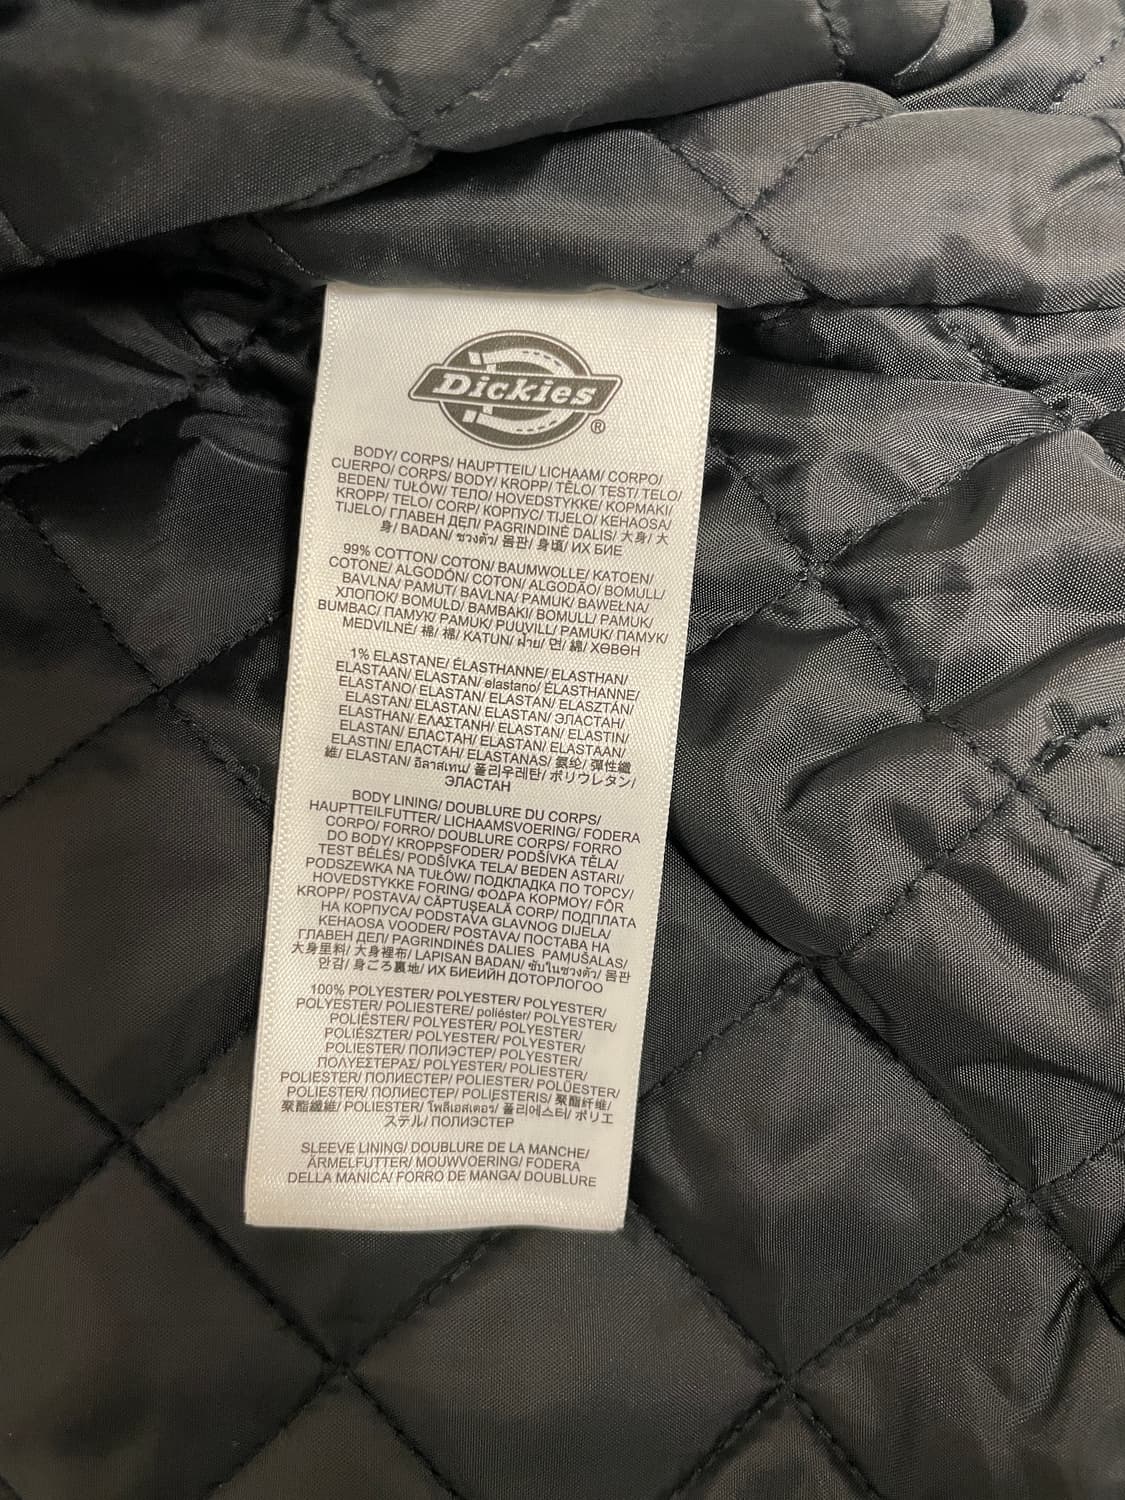 Dickies
®
BODY/ CORPS/ HAUPTTEIL/ LICHAAM/ CORPO/
CUERPO/ CORPS/ BODY/ KROPP/ TĚLO/ TEST/ TELO/
BEDEN/ TUŁÓW/ ТЕЛО/ HOVEDSTYKKE/ ΚΟΡΜΑΚΙ/
KROPP/ TELO/ CORP/ КОРПУС/ TIJELO/ KEHAOSA/
TIJELO/ ГЛАВЕН ДЕЛ/ PAGRINDINĖ DALIS/ 大身/ 大
身/ BADAN/ ช่วงตัว/ 몸판/ 身頃/ ИХ БИЕ
99% COTTON/ COTON/ BAUMWOLLE/ KATOEN/
COTONE/ ALGODÓN/ COTON/ ALGODÃO/ BOMULL/
BAVLNA/ PAMUT/ BAVLNA/ PAMUK/ BAWEŁNA/
ХЛОПОК/ BOMULD/ ΒΑΜΒΑΚΙ/ BOMULL/ PAMUK/
BUMBAC/ ПАМУК/ PAMUK/ PUUVILL/ PAMUK/ ПАМУК/
MEDVILNĖ/ 棉/ 棉/ KATUN/ ฝ้าย/ 면/ 綿/ ХӨВӨН
1% ELASTANE/ ÉLASTHANNE/ ELASTHAN/
ELASTAAN/ ELASTAN/ elastano/ ÉLASTHANNE/
ELASTANO/ ELASTAN/ ELASTAN/ ELASZTÁN/
ELASTAN/ ELASTAN/ ELASTAN/ ЭЛАСТАН/
ELASTHAN/ ΕΛΑΣΤΑΝΗ/ ELASTAN/ ELASTIN/
ELASTAN/ ЕЛАСТАН/ ELASTAN/ ELASTAAN/
ELASTIN/ ЕЛАСТАН/ ELASTANAS/ 氨纶/ 彈性纖
維/ ELASTAN/ อีลาสเทน/ 폴리우레탄/ ポリウレタン/
ЭЛАСТАН
BODY LINING/ DOUBLURE DU CORPS/
HAUPTTEILFUTTER/ LICHAAMSVOERING/ FODERA
CORPO/ FORRO/ DOUBLURE CORPS/ FORRO
DO BODY/ KROPPSFODER/ PODŠÍVKA TĚLA/
TEST BÉLÉS/ PODŠÍVKA TELA/ BEDEN ASTARI/
PODSZEWKA NA TUŁÓW/ ПОДКЛАДКА ПО ТОРСУ/
HOVEDSTYKKE FORING/ ΦΟΔΡΑ ΚΟΡΜΟΥ/ FÔR
KROPP/ POSTAVA/ CĂPTUȘEALĂ CORP/ ПОДПЛАТА
НА КОРПУСА/ PODSTAVA GLAVNOG DIJELA/
KEHAOSA VOODER/ POSTAVA/ ПОСТАВА НА
ГЛАВЕН ДЕЛ/ PAGRINDINĖS DALIES PAMUŠALAS/
大身里料/ 大身裡布/ LAPISAN BADAN/ ซับในช่วงตัว/ 몸판
안감/ 身ごろ裏地/ ИХ БИЕИЙН ДОТОРЛОГОО
100% POLYESTER/ POLYESTER/ POLYESTER/
POLYESTER/ POLIESTERE/ poliéster/ POLYESTER/
POLIÉSTER/ POLYESTER/ POLYESTER/
POLIÉSZTER/ POLYESTER/ POLYESTER/
POLIESTER/ ПОЛИЭСТЕР/ POLYESTER/
ΠΟΛΥΕΣΤΕΡΑΣ/ POLYESTER/ POLIESTER/
POLIESTER/ ПОЛИЕСТЕР/ POLIESTER/ POLÜESTER/
POLIESTER/ ПОЛИЕСТЕР/ POLIESTERIS/ 聚酯纤维/
聚酯纖維/ POLIESTER/ โพลีเอสเตอร์/ 폴리에스터/ ポリエ
ステル/ ПОЛИЭСТЕР
SLEEVE LINING/ DOUBLURE DE LA MANCHE/
ÄRMELFUTTER/ MOUWVOERING/ FODERA
DELLA MANICA/ FORRO DE MANGA/ DOUBLURE